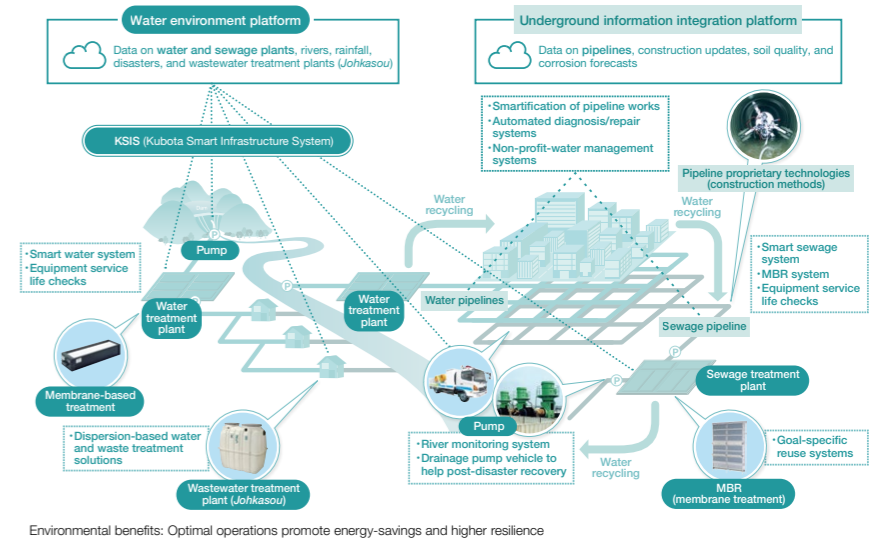 Water environment platform
Data on water and sewage plants, rivers, rainfall,
disasters, and wastewater treatment plants (Johkasou)
Underground information integration platform
Data on pipelines, construction updates, soil quality, and
corrosion forecasts
KSIS (Kubota Smart Infrastructure System)
・Smartification of pipeline works
・Automated diagnosis/repair
systems
・Non-profit-water management
systems
Pipeline proprietary technologies
(construction methods)
Water
recycling
Water
recycling
P
Pump
・Smart water system
・Equipment service
life checks
・Smart sewage
system
・MBR system
・Equipment service
life checks
P
P
Water
treatment
plant
Water
treatment
plant
Water pipelines
Sewage pipeline
P
P
Membrane-based
treatment
Sewage treatment
plant
Pump
・Dispersion-based water
and waste treatment
solutions
・River monitoring system
・Drainage pump vehicle to
help post-disaster recovery
Water
recycling
・Goal-specific
reuse systems
Wastewater treatment
plant (Johkasou)
MBR
(membrane treatment)
Environmental benefits: Optimal operations promote energy-savings and higher resilience